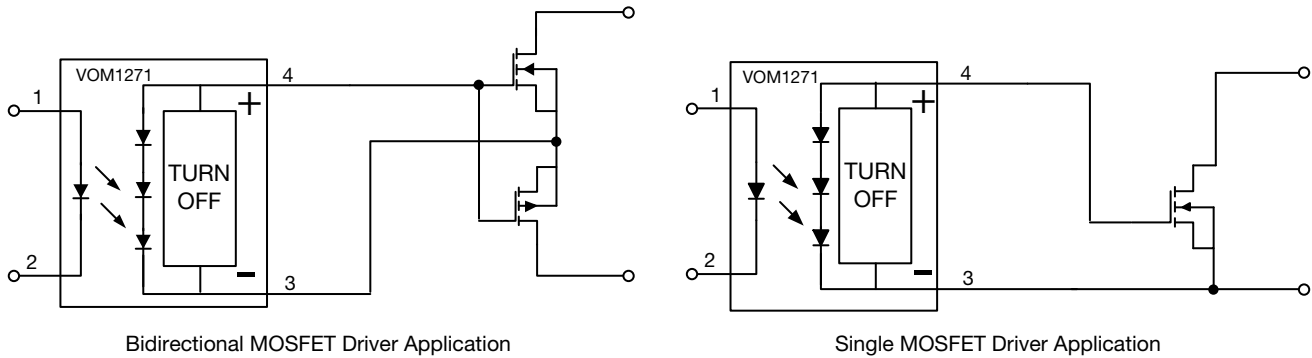 VOM1271
1
2
TURN
OFF
+
−
4
3
Bidirectional MOSFET Driver Application
VOM1271
1
2
TURN
OFF
+
−
4
3
Single MOSFET Driver Application